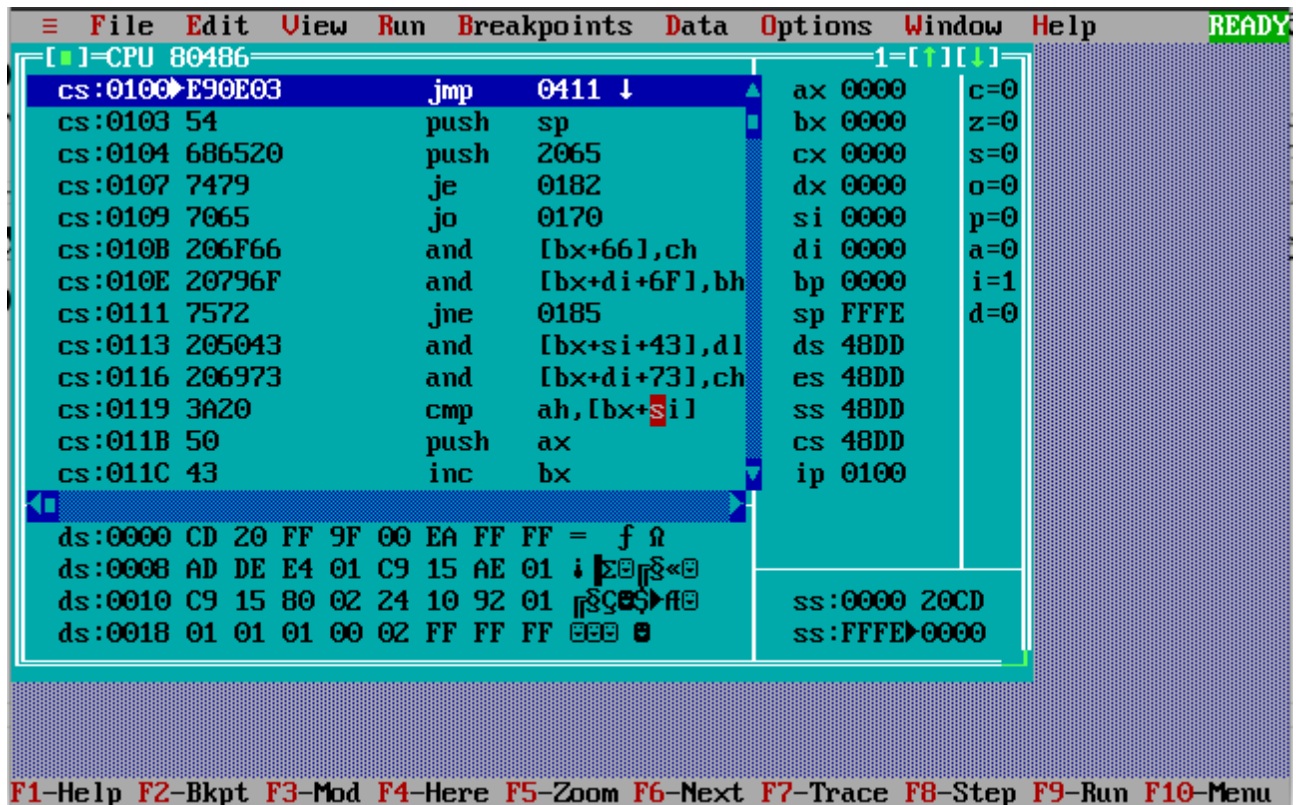 ≡ File Edit View Run Breakpoints Data Options Window Help READY
[■]=CPU 80486 1=[↑][↓]
cs:0100►E90E03 jmp 0411 ↓ ax 0000 c=0
cs:0103 54 push sp bx 0000 z=0
cs:0104 686520 push 2065 cx 0000 s=0
cs:0107 7479 je 0182 dx 0000 o=0
cs:0109 7065 jo 0170 si 0000 p=0
cs:010B 206F66 and [bx+66],ch di 0000 a=0
cs:010E 20796F and [bx+di+6F],bh bp 0000 i=1
cs:0111 7572 jne 0185 sp FFFE d=0
cs:0113 205043 and [bx+si+43],dl ds 48DD
cs:0116 206973 and [bx+di+73],ch es 48DD
cs:0119 3A20 cmp ah,[bx+si] ss 48DD
cs:011B 50 push ax cs 48DD
cs:011C 43 inc bx ip 0100
ds:0000 CD 20 FF 9F 00 EA FF FF = ƒ Ω
ds:0008 AD DE E4 01 C9 15 AE 01 ¡▐Σ☺╔§«☺
ds:0010 C9 15 80 02 24 10 92 01 ╔§Ç☻$►Æ☺ ss:0000 20CD
ds:0018 01 01 01 00 02 FF FF FF ☺☺☺ ☻ ss:FFFE►0000
F1-Help F2-Bkpt F3-Mod F4-Here F5-Zoom F6-Next F7-Trace F8-Step F9-Run F10-Menu